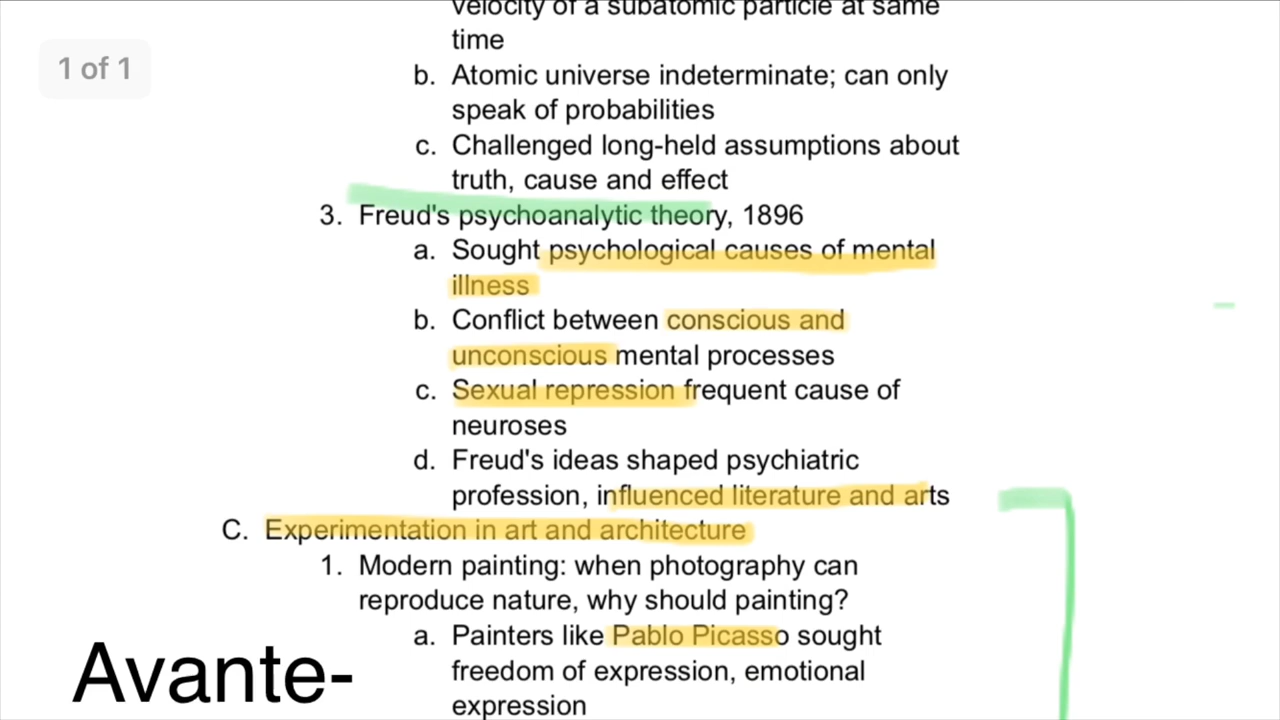 velocity of a subatomic particle at same
time
1 of 1
b. Atomic universe indeterminate; can only
speak of probabilities
c. Challenged long-held assumptions about
truth, cause and effect
3. Freud's psychoanalytic theory, 1896
a. Sought psychological causes of mental
illness
b. Conflict between conscious and
unconscious mental processes
c. Sexual repression frequent cause of
neuroses
d. Freud's ideas shaped psychiatric
profession, influenced literature and arts
C. Experimentation in art and architecture
1. Modern painting: when photography can
reproduce nature, why should painting?
a. Painters like Pablo Picasso sought
freedom of expression, emotional
expression
Avante-